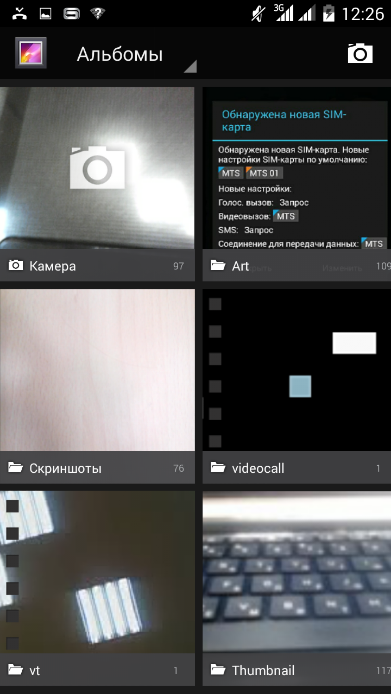 3G
12:26
Альбомы
Обнаружена новая SIM-
карта
Обнаружена новая SIM-карта. Новые
настройки SIM-карты по умолчанию:
MTS MTS 01
Новые настройки:
Голос. вызов: Запрос
Видеовызов: MTS
SMS: Запрос
Соединение для передачи данных: MTS
Камера 97
Art 109
Изменить
Скриншоты 76
videocall 1
vt 1
Thumbnail 117